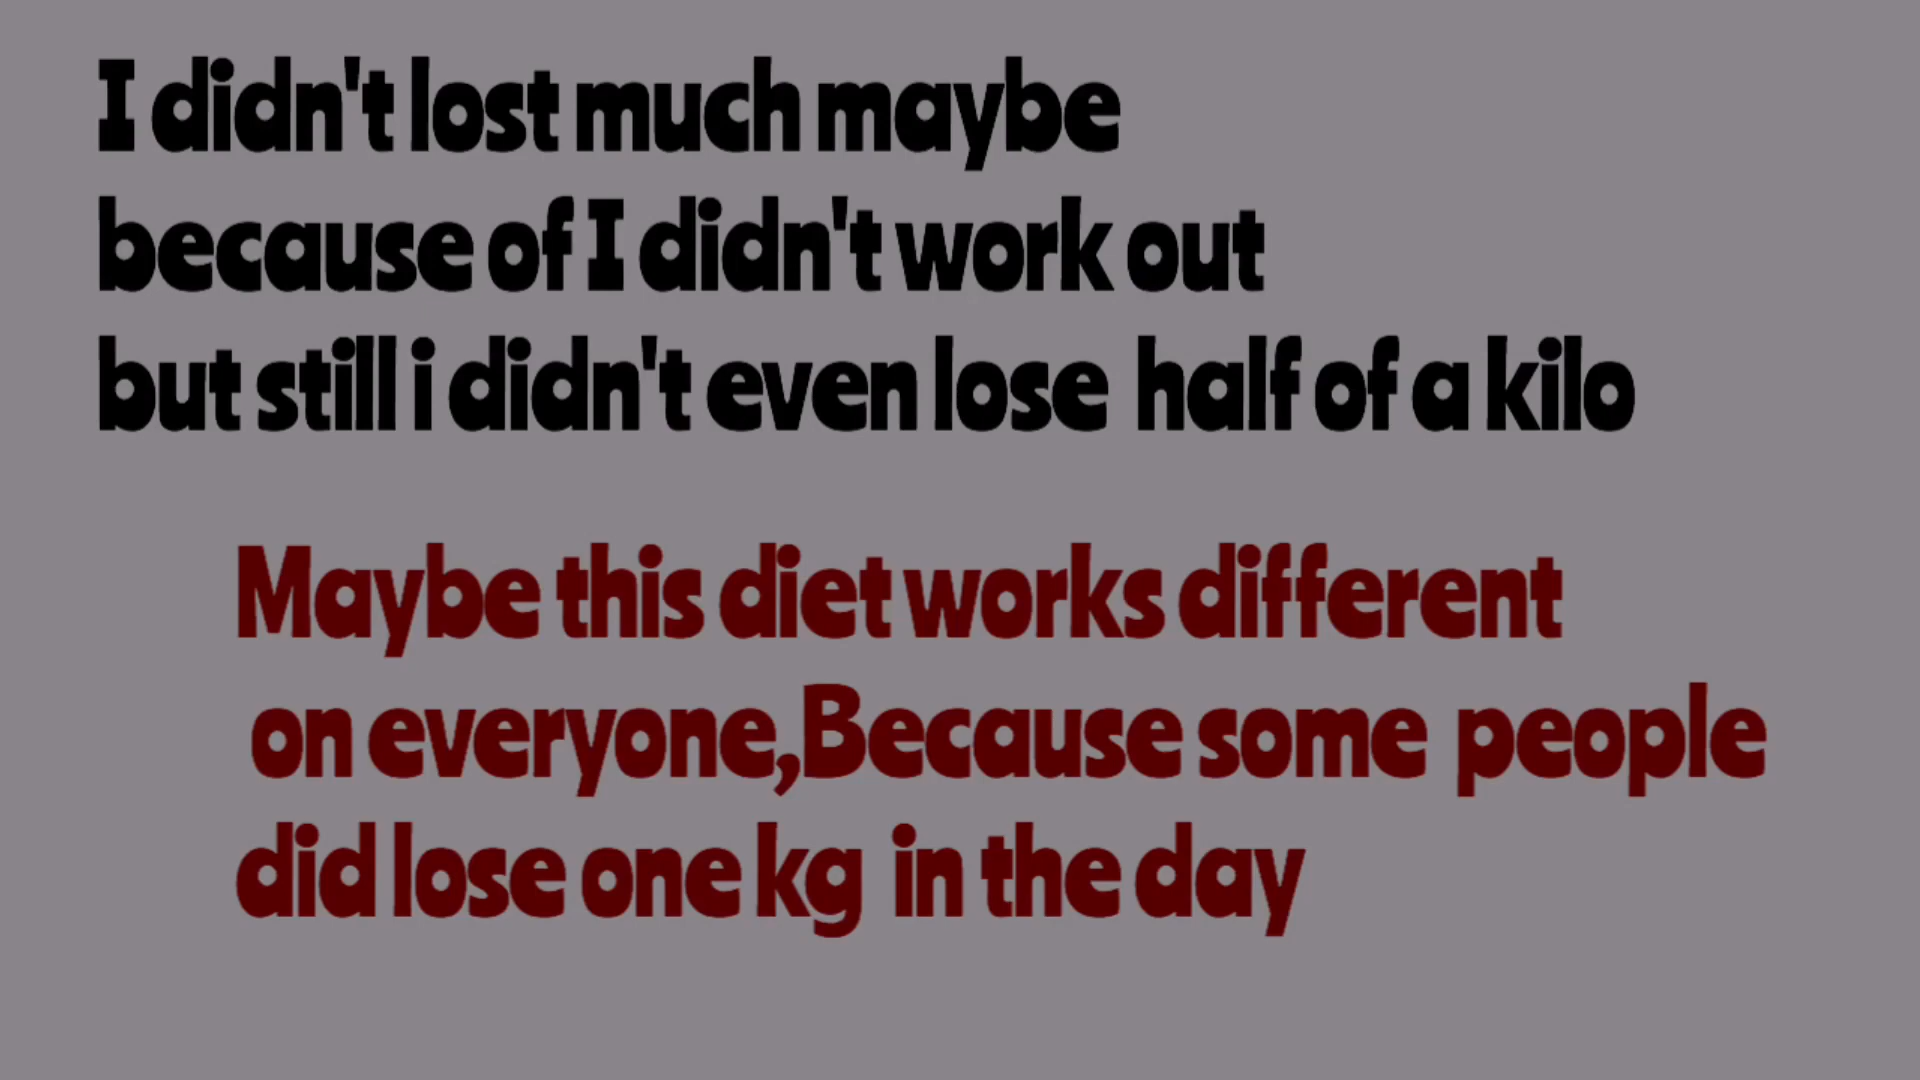 I didn't lost much maybe
because of I didn't work out
but still i didn't even lose half of a kilo
Maybe this diet works different
on everyone,Because some people
did lose one kg in the day